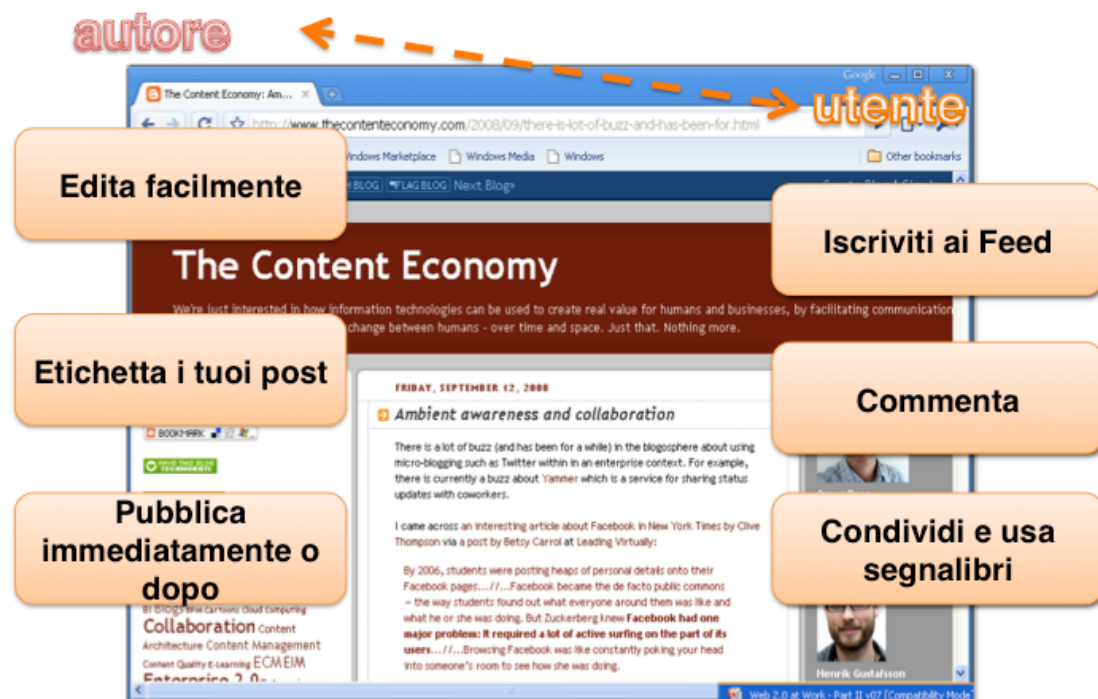 autore
utente
Google
The Content Economy: Am...
http://www.thecontenteconomy.com/2008/09/there-is-lot-of-buzz-and-has-been-for.html
Windows Marketplace Windows Media Windows Other bookmarks
FLAG BLOG Next Blog»
Edita facilmente
Iscriviti ai Feed
The Content Economy
We're just interested in how information technologies can be used to create real value for humans and businesses, by facilitating communication
change between humans - over time and space. Just that. Nothing more.
Etichetta i tuoi post
Commenta
FRIDAY, SEPTEMBER 12, 2008
Ambient awareness and collaboration
BOOKMARK
There is a lot of buzz (and has been for a while) in the blogosphere about using
micro-blogging such as Twitter within in an enterprise context. For example,
there is currently a buzz about Yammer which is a service for sharing status
updates with coworkers.
Pubblica
immediatamente o
dopo
Condividi e usa
segnalibri
I came across an interesting article about Facebook in New York Times by Clive
Thompson via a post by Betsy Carrol at Leading Virtually:
By 2006, students were posting heaps of personal details onto their
Facebook pages...//...Facebook became the de facto public commons
– the way students found out what everyone around them was like and
what he or she was doing. But Zuckerberg knew Facebook had one
major problem: It required a lot of active surfing on the part of its
users...//...Browsing Facebook was like constantly poking your head
into someone's room to see how she was doing.
BI Blogs BPM Cartoons Cloud Computing
Collaboration Content
Architecture Content Management
Content Quality E-Learning ECM EIM
Enterprise 2.0
Henrik Gustafsson
Web 2.0 at Work - Part II v07 [Compatibility Mode